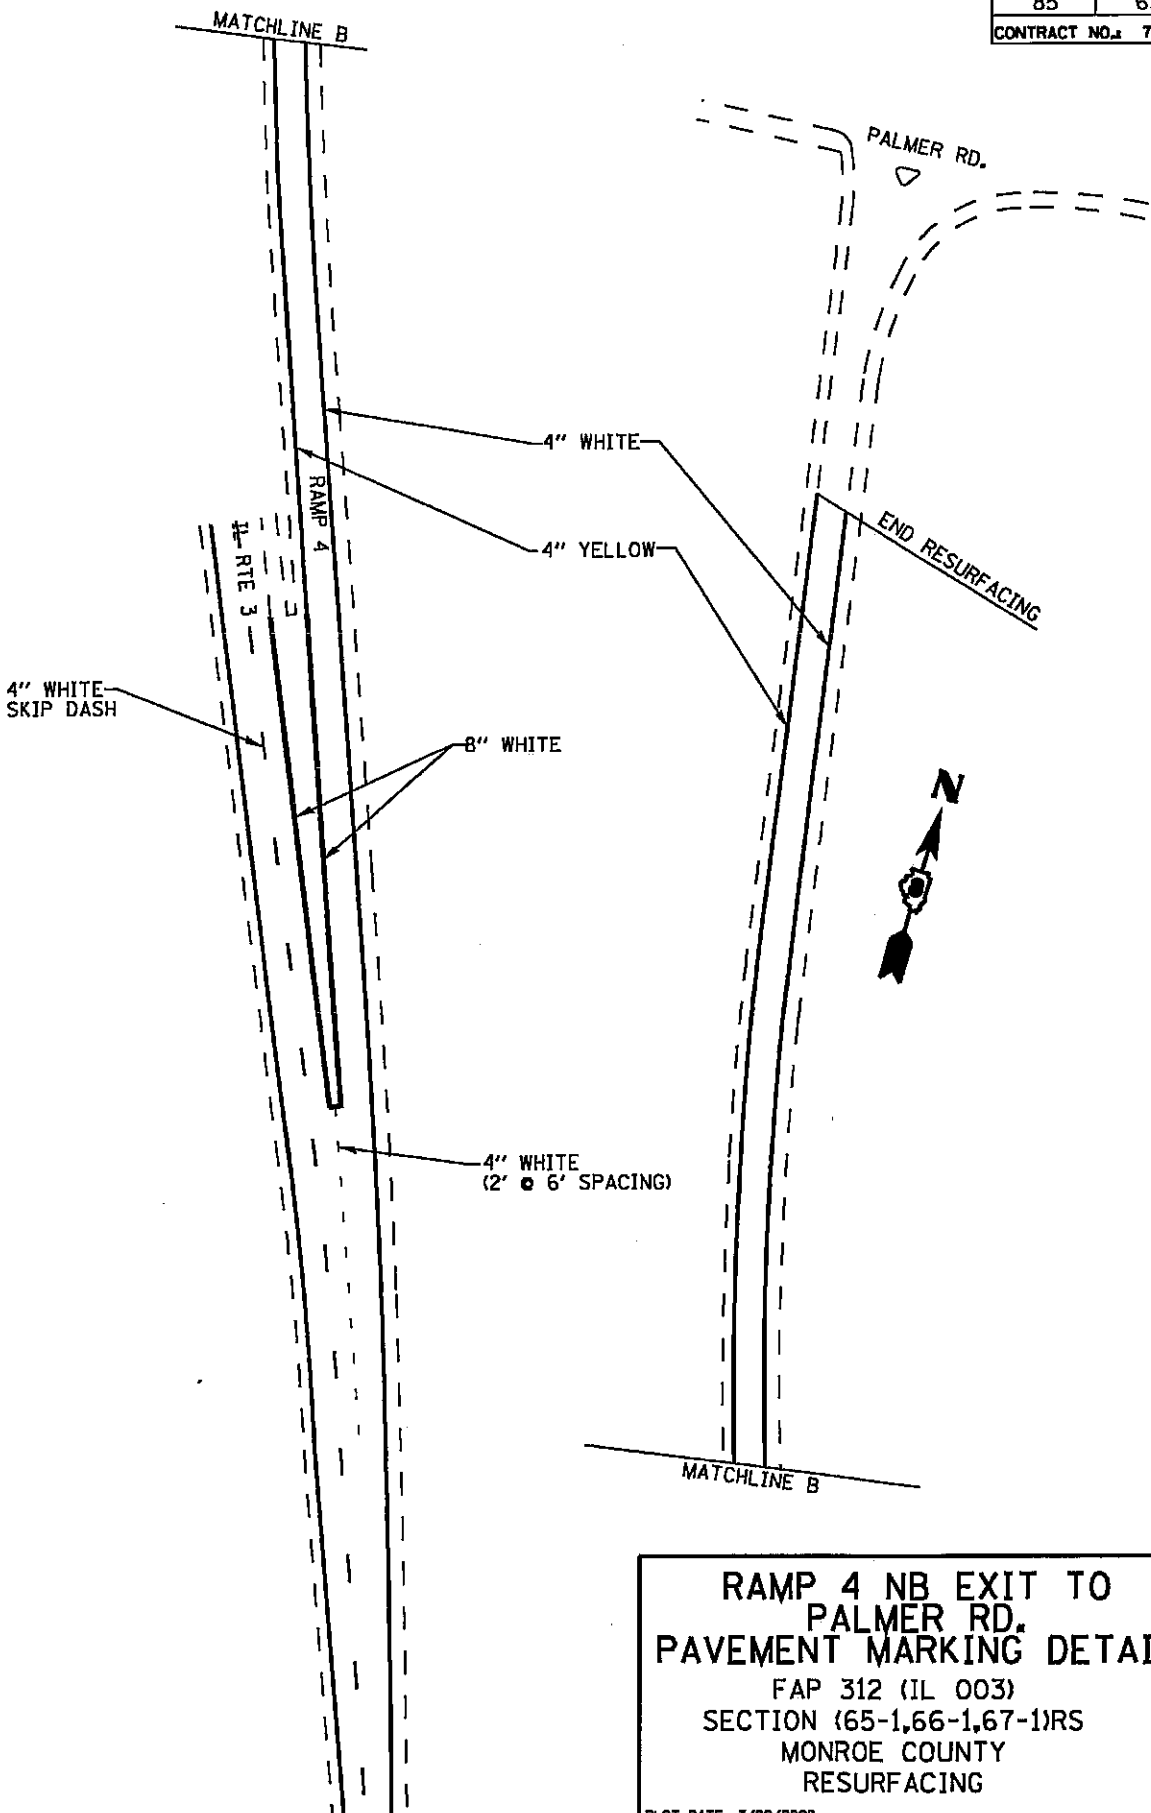 85
CONTRACT NO.: 7
MATCHLINE B
PALMER RD.
4" WHITE
RAMP 4
4" YELLOW
END RESURFACING
IL RTE 3
4" WHITE
SKIP DASH
8" WHITE
N
4" WHITE
(2' @ 6' SPACING)
MATCHLINE B
RAMP 4 NB EXIT TO
PALMER RD.
PAVEMENT MARKING DETAI
FAP 312 (IL 003)
SECTION (65-1,66-1,67-1)RS
MONROE COUNTY
RESURFACING